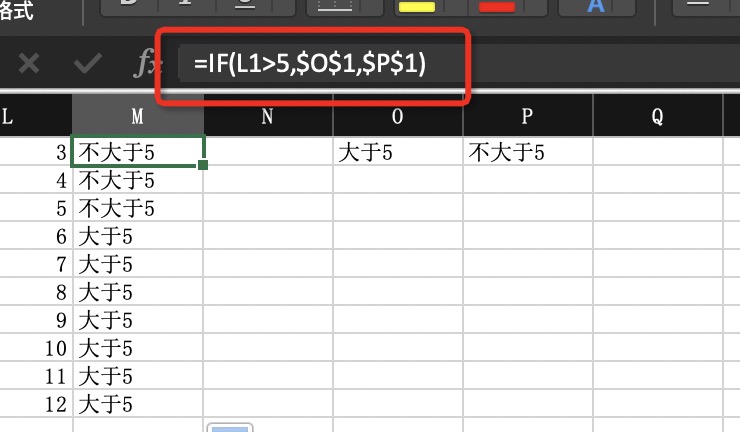 格式
fx =IF(L1>5,$O$1,$P$1)
L M N O P Q
3 不大于5 大于5 不大于5
4 不大于5
5 不大于5
6 大于5
7 大于5
8 大于5
9 大于5
10 大于5
11 大于5
12 大于5